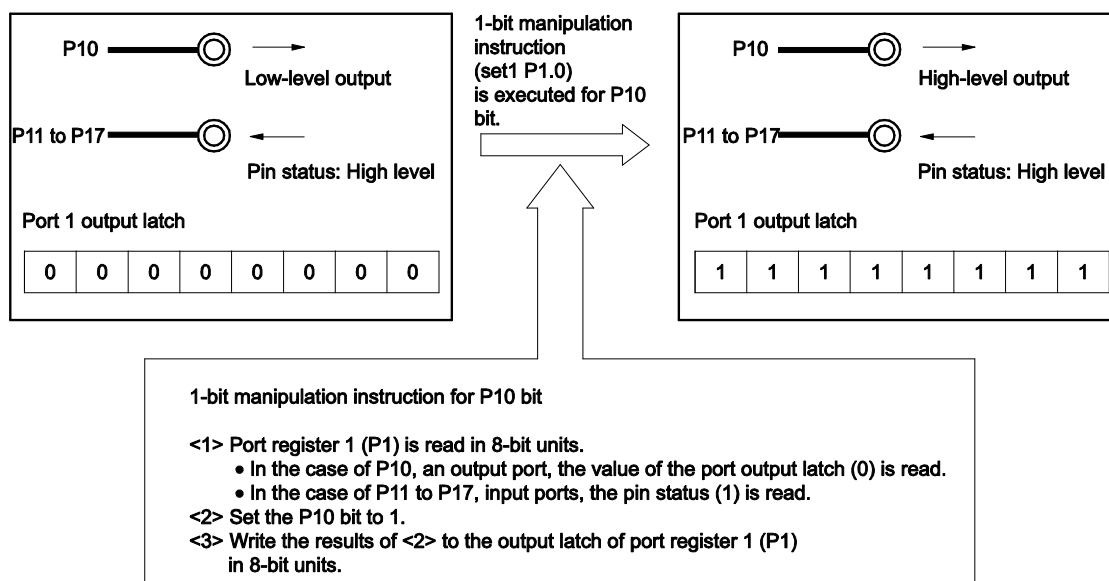 P10
Low-level output
P11 to P17
Pin status: High level
Port 1 output latch
0 0 0 0 0 0 0 0
1-bit manipulation
instruction
(set1 P1.0)
is executed for P10
bit.
P10
High-level output
P11 to P17
Pin status: High level
Port 1 output latch
1 1 1 1 1 1 1 1
1-bit manipulation instruction for P10 bit
<1> Port register 1 (P1) is read in 8-bit units.
• In the case of P10, an output port, the value of the port output latch (0) is read.
• In the case of P11 to P17, input ports, the pin status (1) is read.
<2> Set the P10 bit to 1.
<3> Write the results of <2> to the output latch of port register 1 (P1)
in 8-bit units.